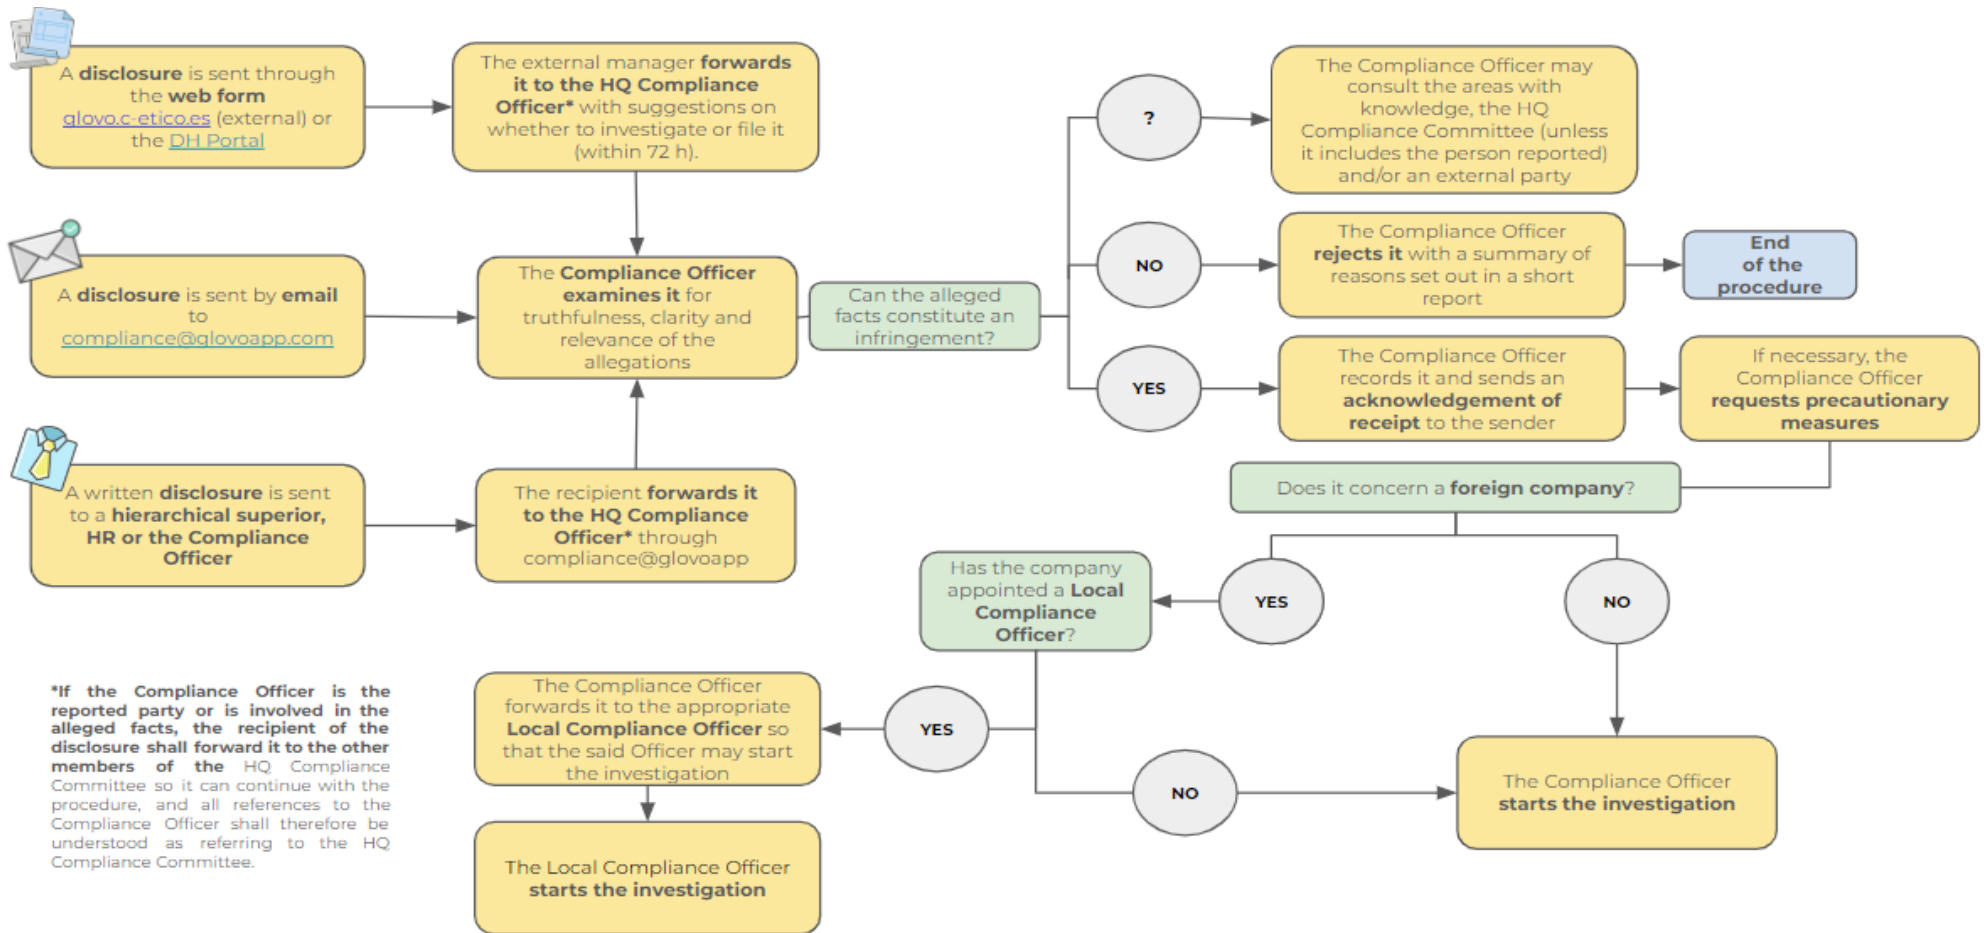 A disclosure is sent through
the web form
glovo.c-etico.es (external) or
the DH Portal
The external manager forwards
it to the HQ Compliance
Officer* with suggestions on
whether to investigate or file it
(within 72 h).
?
The Compliance Officer may
consult the areas with
knowledge, the HQ
Compliance Committee (unless
it includes the person reported)
and/or an external party
A disclosure is sent by email
to
compliance@glovoapp.com
The Compliance Officer
examines it for
truthfulness, clarity and
relevance of the
allegations
Can the alleged
facts constitute an
infringement?
NO
The Compliance Officer
rejects it with a summary of
reasons set out in a short
report
End
of the
procedure
YES
The Compliance Officer
records it and sends an
acknowledgement of
receipt to the sender
If necessary, the
Compliance Officer
requests precautionary
measures
A written disclosure is sent
to a hierarchical superior,
HR or the Compliance
Officer
The recipient forwards it
to the HQ Compliance
Officer* through
compliance@glovoapp
Does it concern a foreign company?
YES
NO
Has the company
appointed a Local
Compliance
Officer?
YES
NO
The Compliance Officer
forwards it to the appropriate
Local Compliance Officer so
that the said Officer may start
the investigation
The Local Compliance Officer
starts the investigation
The Compliance Officer
starts the investigation
*If the Compliance Officer is the
reported party or is involved in the
alleged facts, the recipient of the
disclosure shall forward it to the other
members of the HQ Compliance
Committee so it can continue with the
procedure, and all references to the
Compliance Officer shall therefore be
understood as referring to the HQ
Compliance Committee.